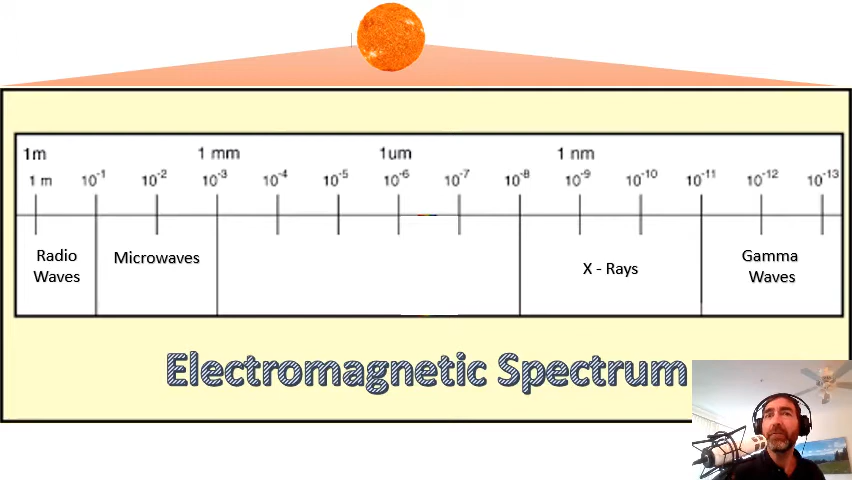 1m 1 mm 1um 1 nm
1 m 10⁻¹ 10⁻² 10⁻³ 10⁻⁴ 10⁻⁵ 10⁻⁶ 10⁻⁷ 10⁻⁸ 10⁻⁹ 10⁻¹⁰ 10⁻¹¹ 10⁻¹² 10⁻¹³
Radio
Waves
Microwaves
X - Rays
Gamma
Waves
Electromagnetic Spectrum